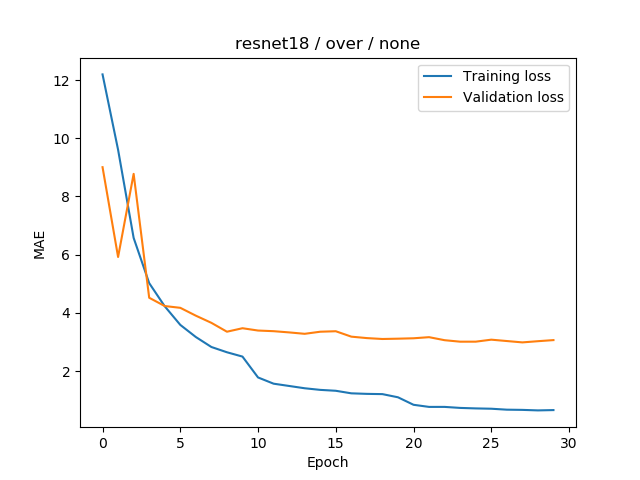 resnet18 / over / none
Training loss
Validation loss
MAE
12
10
8
6
4
2
0 5 10 15 20 25 30
Epoch